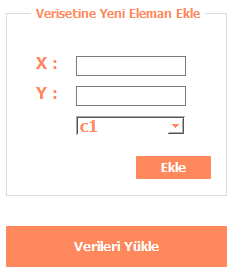 Verisetine Yeni Eleman Ekle
X :
Y :
c1
Ekle
Verileri Yükle